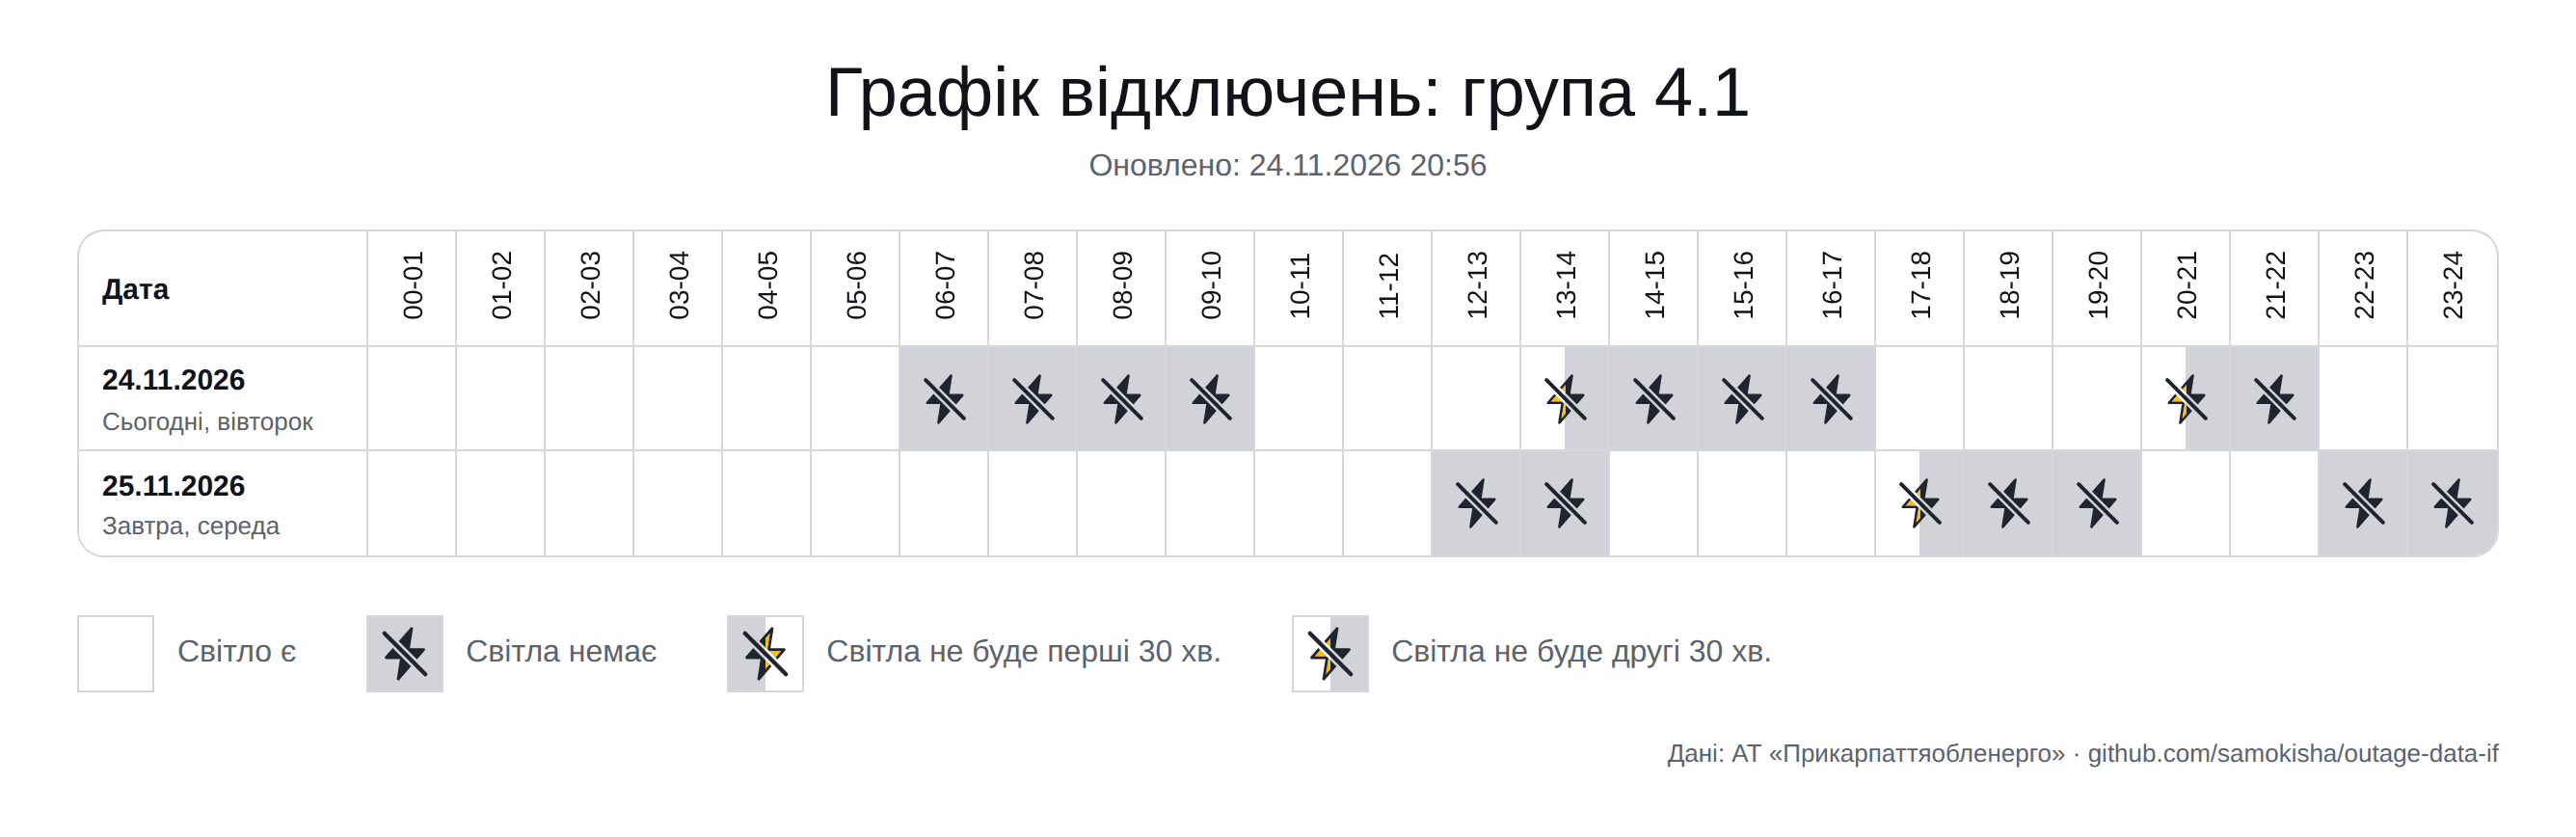 Графік відключень: група 4.1
Оновлено: 24.11.2026 20:56
Дата 00-01 01-02 02-03 03-04 04-05 05-06 06-07 07-08 08-09 09-10 10-11 11-12 12-13 13-14 14-15 15-16 16-17 17-18 18-19 19-20 20-21 21-22 22-23 23-24
24.11.2026
Сьогодні, вівторок
25.11.2026
Завтра, середа
Світло є Світла немає Світла не буде перші 30 хв. Світла не буде другі 30 хв.
Дані: АТ «Прикарпаттяобленерго» · github.com/samokisha/outage-data-if